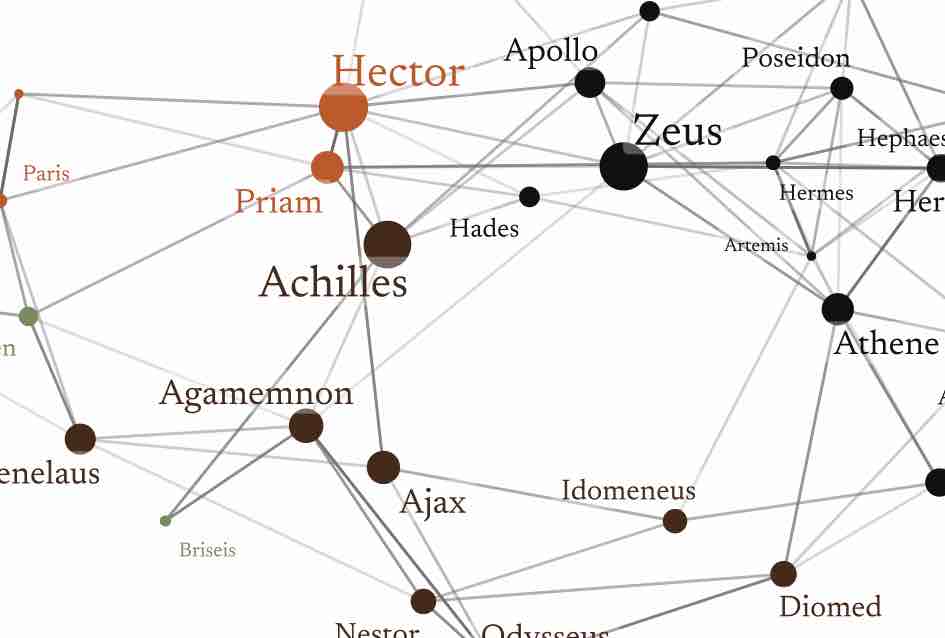 Apollo
Poseidon
Hector
Zeus
Hephaes
Paris
Hermes
Priam
Her
Hades
Artemis
Achilles
Athene
en
Agamemnon
A
enelaus
Idomeneus
Ajax
Briseis
Diomed
Nestor
Odysseus